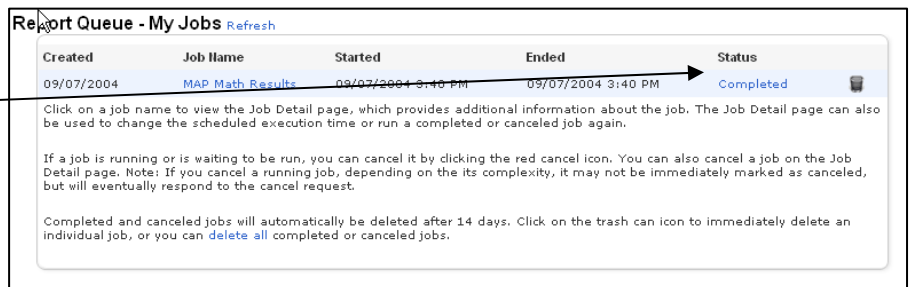 Report Queue - My Jobs Refresh
Created Job Name Started Ended Status
09/07/2004 MAP Math Results 09/07/2004 3:40 PM 09/07/2004 3:40 PM Completed
Click on a job name to view the Job Detail page, which provides additional information about the job. The Job Detail page can also
be used to change the scheduled execution time or run a completed or canceled job again.
If a job is running or is waiting to be run, you can cancel it by clicking the red cancel icon. You can also cancel a job on the Job
Detail page. Note: If you cancel a running job, depending on the its complexity, it may not be immediately marked as canceled,
but will eventually respond to the cancel request.
Completed and canceled jobs will automatically be deleted after 14 days. Click on the trash can icon to immediately delete an
individual job, or you can delete all completed or canceled jobs.